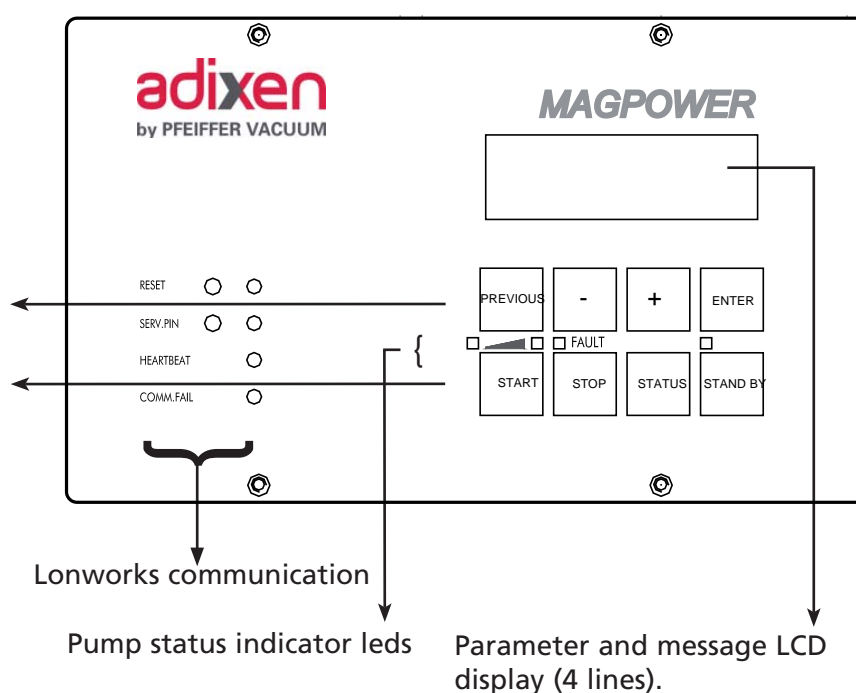 adixen
by PFEIFFER VACUUM
MAGPOWER
RESET
SERV.PIN
HEARTBEAT
COMM.FAIL
PREVIOUS
-
+
ENTER
{
FAULT
START
STOP
STATUS
STAND BY
Lonworks communication
Pump status indicator leds
Parameter and message LCD
display (4 lines).